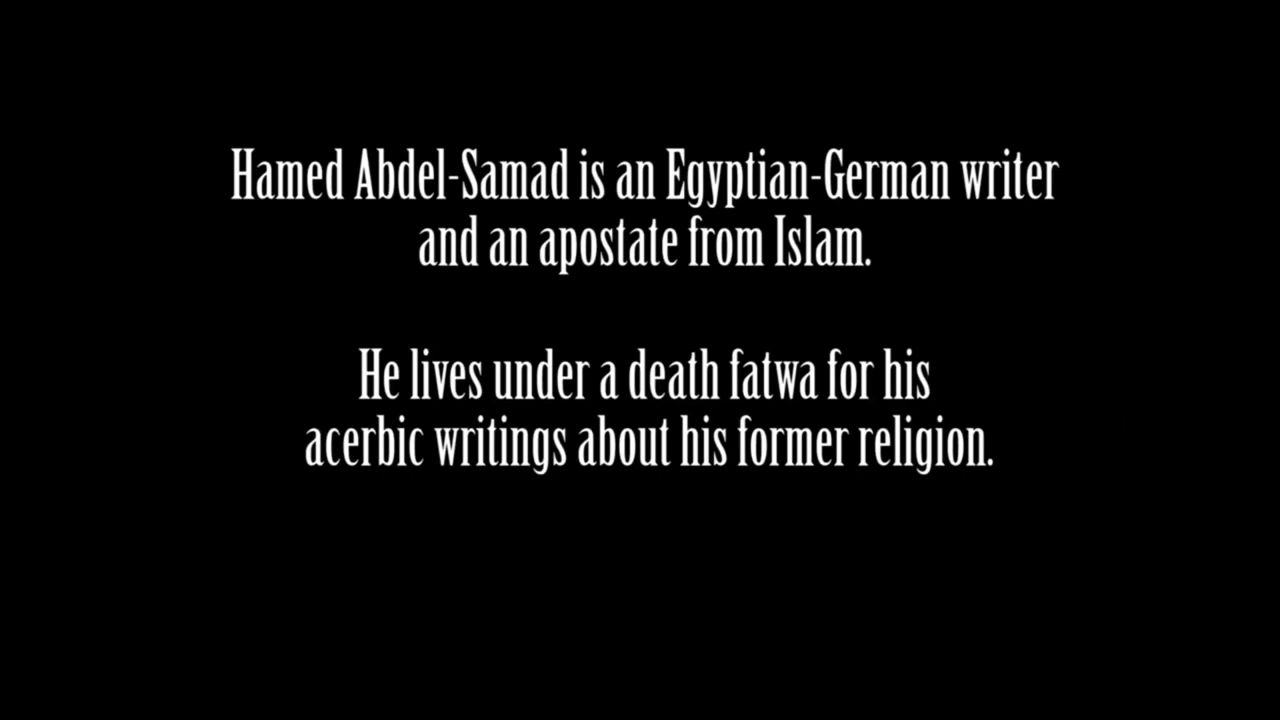 Hamed Abdel-Samad is an Egyptian-German writer
and an apostate from Islam.
He lives under a death fatwa for his
acerbic writings about his former religion.